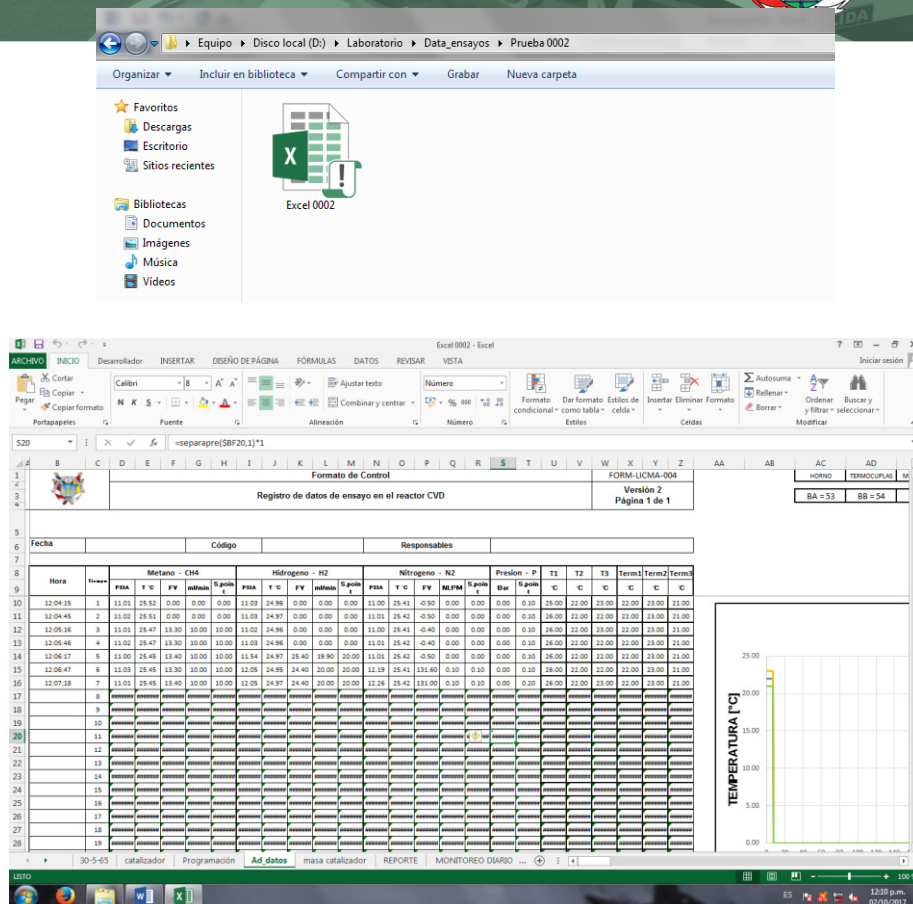 IDA
Equipo ▸ Disco local (D:) ▸ Laboratorio ▸ Data_ensayos ▸ Prueba 0002
Organizar Incluir en biblioteca Compartir con Grabar Nueva carpeta
Favoritos
Descargas
Escritorio
Sitios recientes
Bibliotecas
Documentos
Imágenes
Música
Vídeos
Excel 0002
Excel 0002 - Excel
ARCHIVO INICIO Desarrollador INSERTAR DISEÑO DE PÁGINA FÓRMULAS DATOS REVISAR VISTA Iniciar sesión
Pegar Cortar Copiar Copiar formato
Calibri 8 N K S
Ajustar texto
Combinar y centrar
Número
Formato condicional Dar formato como tabla Estilos de celda
Insertar Eliminar Formato
Autosuma Rellenar Borrar
Ordenar y filtrar Buscar y seleccionar
Portapapeles Fuente Alineación Número Estilos Celdas Modificar
S20 fx =separapre($BF20,1)*1
B C D E F G H I J K L M N O P Q R S T U V W X Y Z AA AB AC AD
Formato de Control FORM-LICMA-004 HORNO TERMOCUPLAS M
Registro de datos de ensayo en el reactor CVD Versión 2 BA = 53 BB = 54
Página 1 de 1
Fecha Código Responsables
Hora Tiempo Metano - CH4 Hidrogeno - H2 Nitrogeno - N2 Presion - P T1 T2 T3 Term1 Term2 Term3
PSIA T °C FV ml/min S.point PSIA T °C FV ml/min S.point PSIA T °C FV NLPM S.point Bar S.point °C °C °C °C °C °C
12:04:15 1 11.01 25.52 0.00 0.00 0.00 11.03 24.96 0.00 0.00 0.00 11.00 25.41 -0.50 0.00 0.00 0.00 0.10 25.00 22.00 23.00 22.00 23.00 21.00
12:04:45 2 11.02 25.51 0.00 0.00 0.00 11.03 24.97 0.00 0.00 0.00 11.01 25.42 -0.50 0.00 0.00 0.00 0.10 26.00 22.00 23.00 22.00 23.00 21.00
12:05:16 3 11.01 25.47 13.30 10.00 10.00 11.02 24.96 0.00 0.00 0.00 11.00 25.41 -0.40 0.00 0.00 0.00 0.10 26.00 22.00 23.00 22.00 23.00 21.00
12:05:46 4 11.02 25.47 13.30 10.00 10.00 11.03 24.96 0.00 0.00 0.00 11.01 25.42 -0.40 0.00 0.00 0.00 0.10 26.00 22.00 23.00 22.00 23.00 21.00
12:06:17 5 11.00 25.45 13.40 10.00 10.00 11.54 24.97 25.40 19.90 20.00 11.01 25.42 -0.50 0.00 0.00 0.00 0.10 26.00 22.00 23.00 22.00 23.00 21.00
12:06:47 6 11.03 25.45 13.30 10.00 10.00 12.05 24.95 24.40 20.00 20.00 12.19 25.41 131.60 0.10 0.10 0.00 0.10 26.00 22.00 23.00 22.00 23.00 21.00
12:07:18 7 11.01 25.45 13.40 10.00 10.00 12.05 24.97 24.40 20.00 20.00 12.26 25.42 131.00 0.10 0.10 0.00 0.20 26.00 22.00 23.00 22.00 23.00 21.00
8
9
10
11
12
13
14
15
16
17
18
19
TEMPERATURA [°C]
25.00
20.00
15.00
10.00
5.00
0.00
30-5-65 catalizador Programación Ad_datos masa catalizador REPORTE MONITOREO DIARIO ...
LISTO 100
ES 12:10 p.m.
02/10/2017